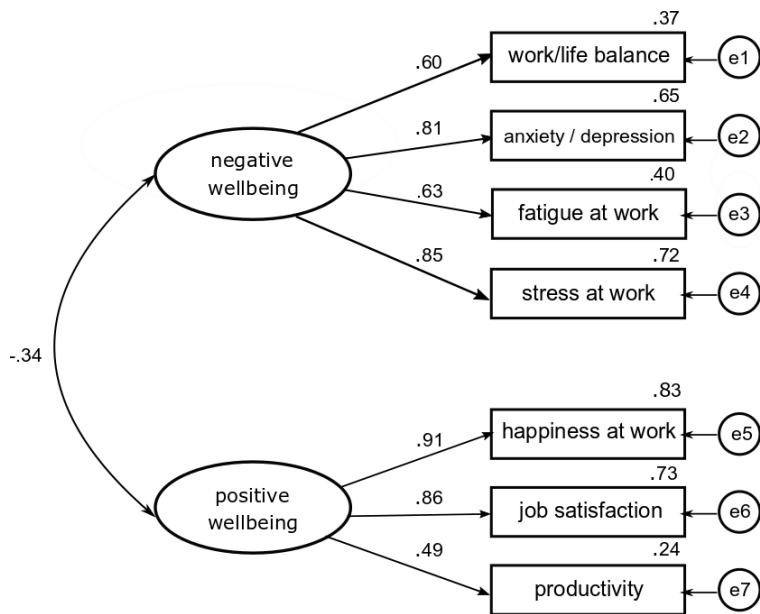 .37
.60
work/life balance
e1
.65
.81
anxiety / depression
e2
negative
wellbeing
.40
.63
fatigue at work
e3
.85
.72
stress at work
e4
-.34
.83
.91
happiness at work
e5
positive
wellbeing
.73
.86
job satisfaction
e6
.49
.24
productivity
e7